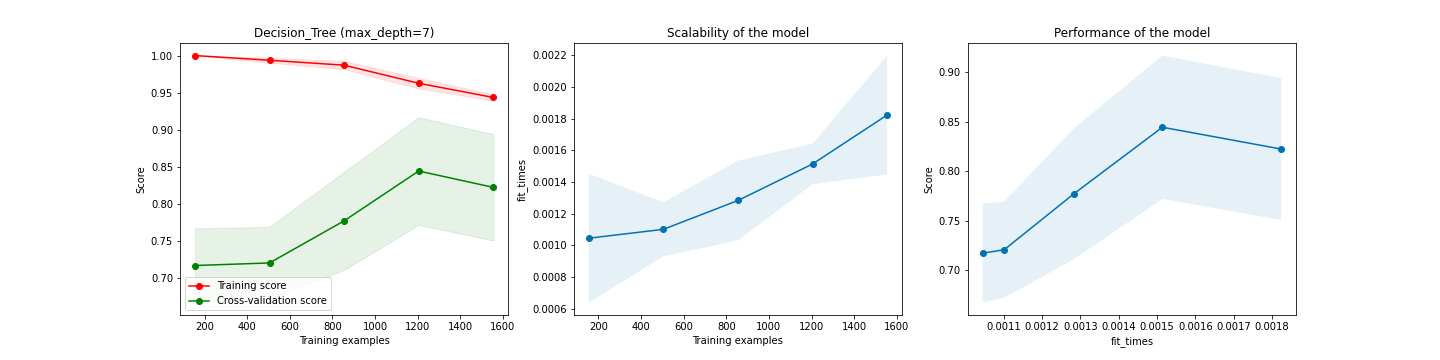 Decision_Tree (max_depth=7)
Score
1.00
0.95
0.90
0.85
0.80
0.75
0.70
Training score
Cross-validation score
200 400 600 800 1000 1200 1400 1600
Training examples
Scalability of the model
fit_times
0.0022
0.0020
0.0018
0.0016
0.0014
0.0012
0.0010
0.0008
0.0006
200 400 600 800 1000 1200 1400 1600
Training examples
Performance of the model
Score
0.90
0.85
0.80
0.75
0.70
0.0011 0.0012 0.0013 0.0014 0.0015 0.0016 0.0017 0.0018
fit_times